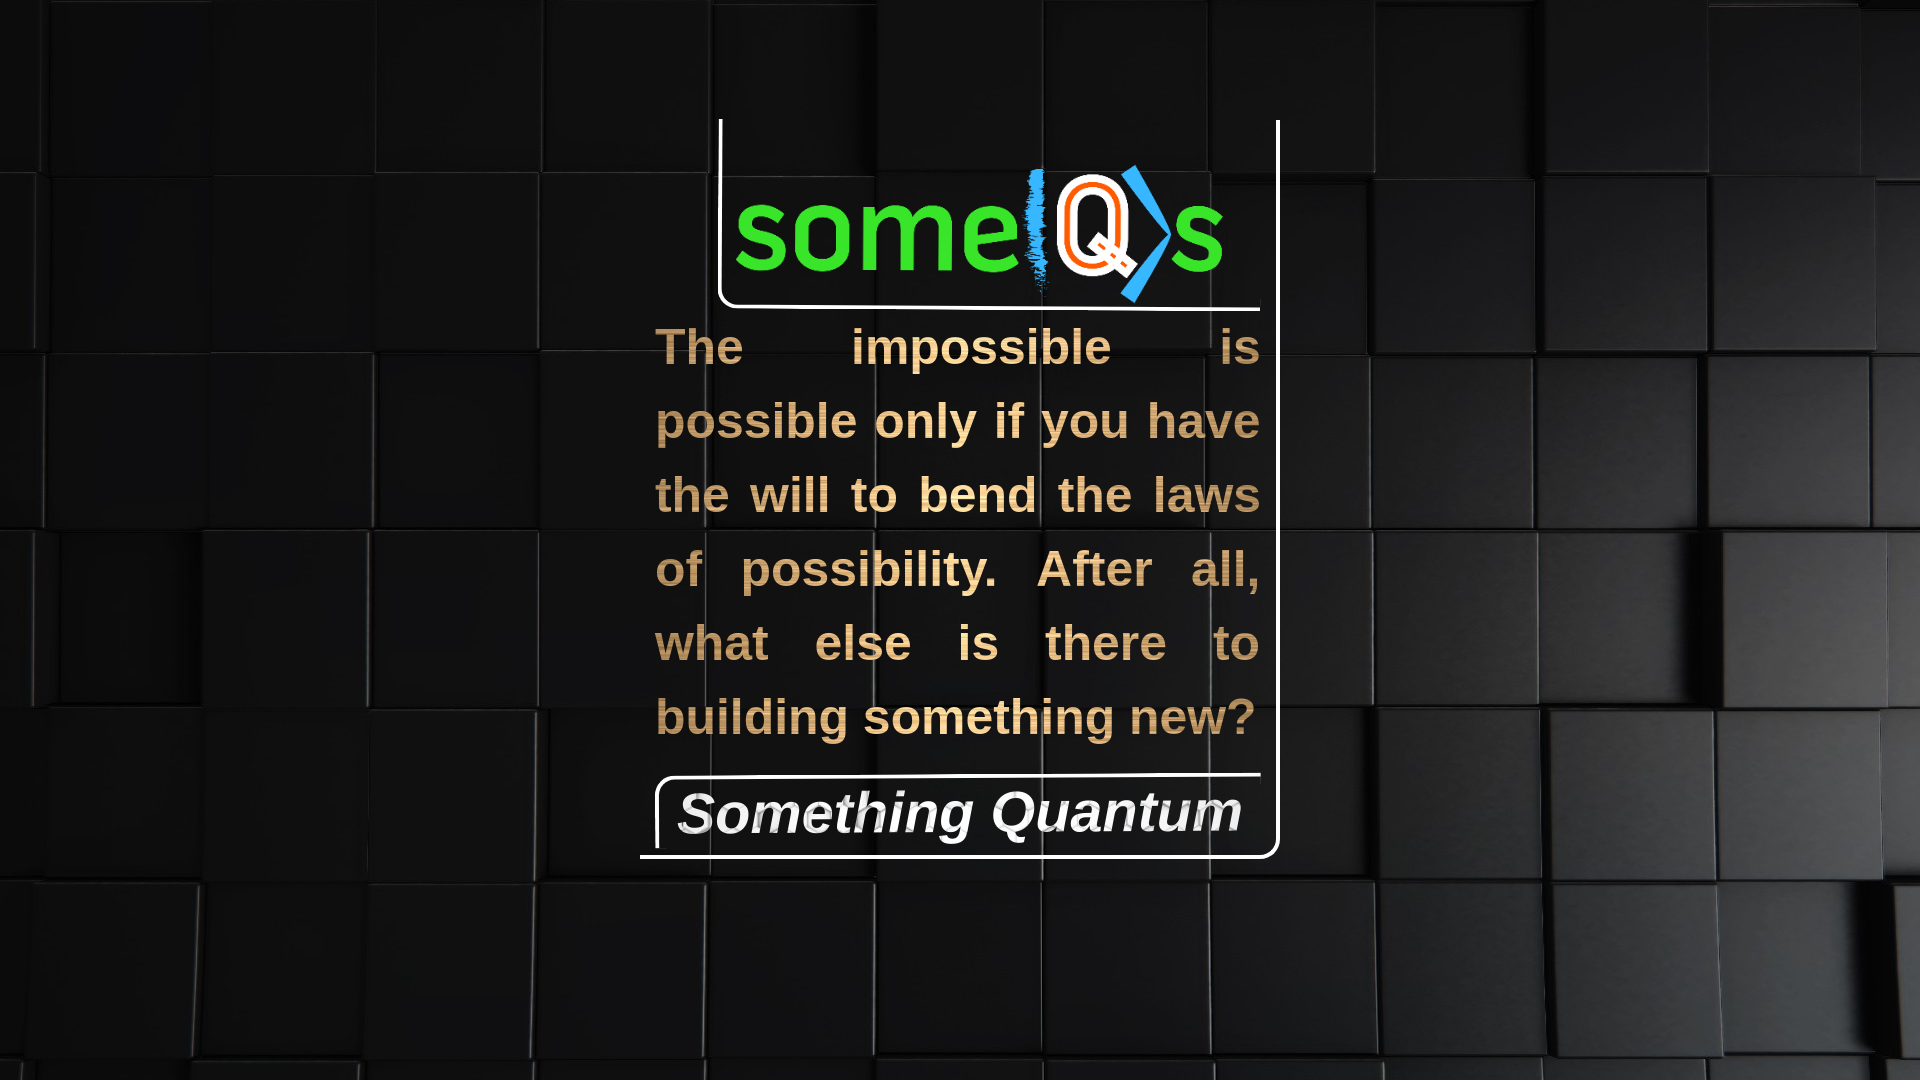 some|Q>s
The impossible is
possible only if you have
the will to bend the laws
of possibility. After all,
what else is there to
building something new?
Something Quantum